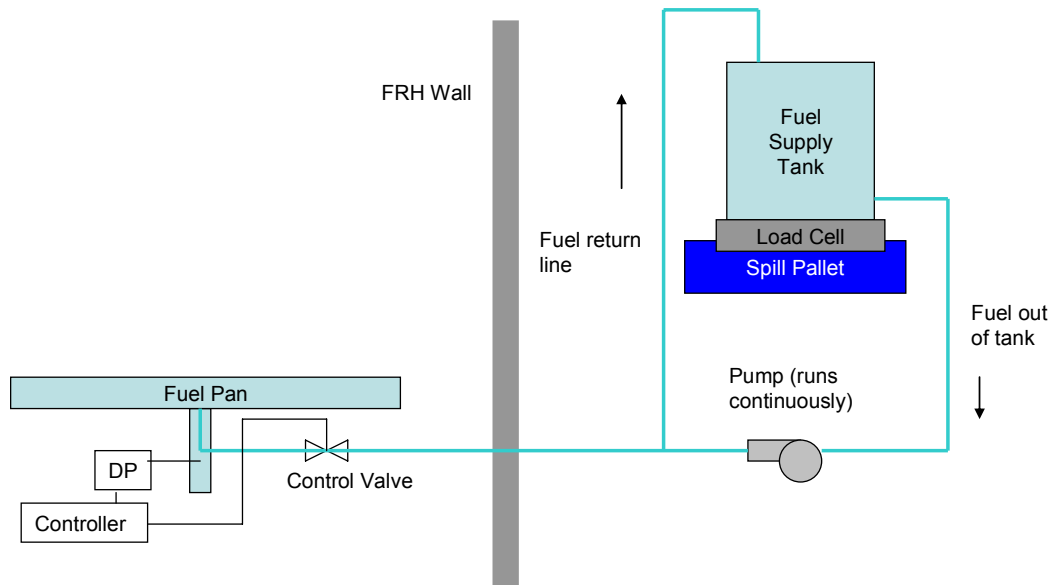 FRH Wall
Fuel
Supply
Tank
Load Cell
Spill Pallet
Fuel return
line
Fuel out
of tank
Pump (runs
continuously)
Fuel Pan
DP
Control Valve
Controller